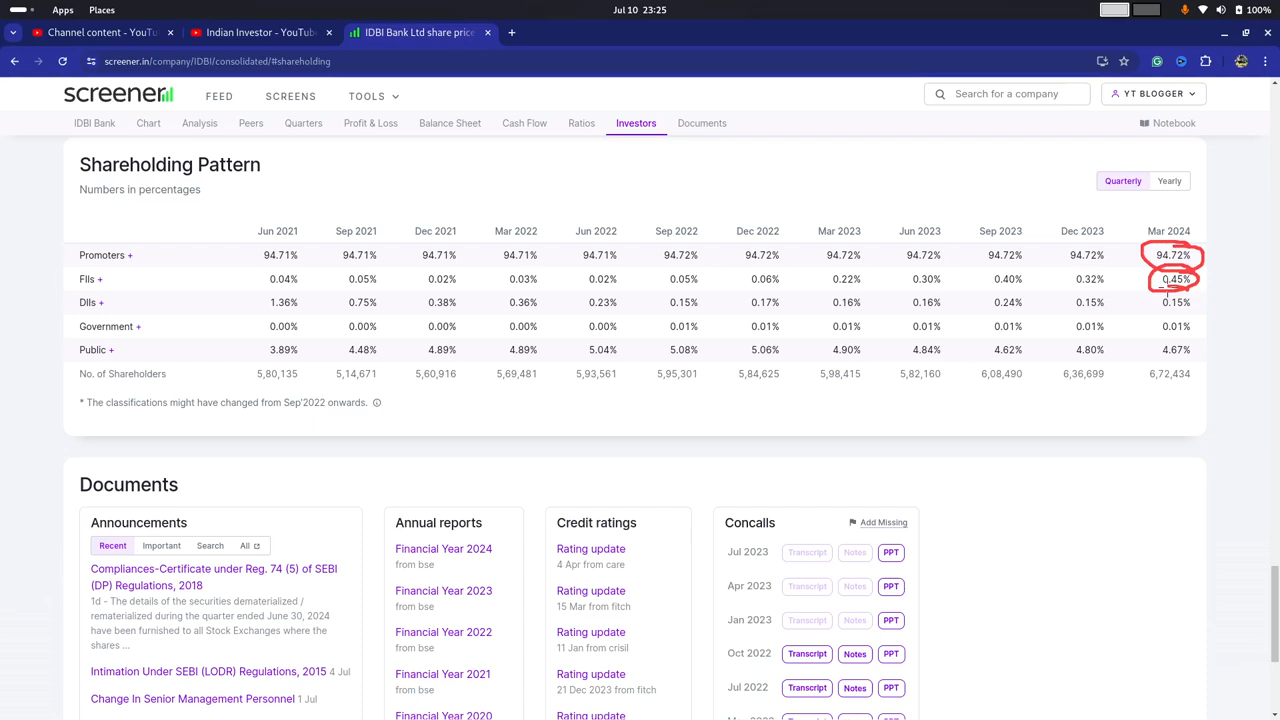 Apps Places Jul 10 23:25 100%
Channel content - YouTu × Indian Investor - YouTube × IDBI Bank Ltd share price × +
screener.in/company/IDBI/consolidated/#shareholding
screener FEED SCREENS TOOLS Search for a company YT BLOGGER
IDBI Bank Chart Analysis Peers Quarters Profit & Loss Balance Sheet Cash Flow Ratios Investors Documents Notebook
Shareholding Pattern
Numbers in percentages
Quarterly Yearly
Jun 2021 Sep 2021 Dec 2021 Mar 2022 Jun 2022 Sep 2022 Dec 2022 Mar 2023 Jun 2023 Sep 2023 Dec 2023 Mar 2024
Promoters + 94.71% 94.71% 94.71% 94.71% 94.71% 94.72% 94.72% 94.72% 94.72% 94.72% 94.72% 94.72%
FIIs + 0.04% 0.05% 0.02% 0.03% 0.02% 0.05% 0.06% 0.22% 0.30% 0.40% 0.32% 0.45%
DIIs + 1.36% 0.75% 0.38% 0.36% 0.23% 0.15% 0.17% 0.16% 0.16% 0.24% 0.15% 0.15%
Government + 0.00% 0.00% 0.00% 0.00% 0.00% 0.01% 0.01% 0.01% 0.01% 0.01% 0.01% 0.01%
Public + 3.89% 4.48% 4.89% 4.89% 5.04% 5.08% 5.06% 4.90% 4.84% 4.62% 4.80% 4.67%
No. of Shareholders 5,80,135 5,14,671 5,60,916 5,69,481 5,93,561 5,95,301 5,84,625 5,98,415 5,82,160 6,08,490 6,36,699 6,72,434
* The classifications might have changed from Sep'2022 onwards.
Documents
Announcements
Recent Important Search All
Compliances-Certificate under Reg. 74 (5) of SEBI
(DP) Regulations, 2018
1d - The details of the securities dematerialized /
rematerialized during the quarter ended June 30, 2024
have been furnished to all Stock Exchanges where the
shares ...
Intimation Under SEBI (LODR) Regulations, 2015 4 Jul
Change In Senior Management Personnel 1 Jul
Annual reports
Financial Year 2024
from bse
Financial Year 2023
from bse
Financial Year 2022
from bse
Financial Year 2021
from bse
Financial Year 2020
Credit ratings
Rating update
4 Apr from care
Rating update
15 Mar from fitch
Rating update
11 Jan from crisil
Rating update
21 Dec 2023 from fitch
Rating update
Concalls Add Missing
Jul 2023 Transcript Notes PPT
Apr 2023 Transcript Notes PPT
Jan 2023 Transcript Notes PPT
Oct 2022 Transcript Notes PPT
Jul 2022 Transcript Notes PPT